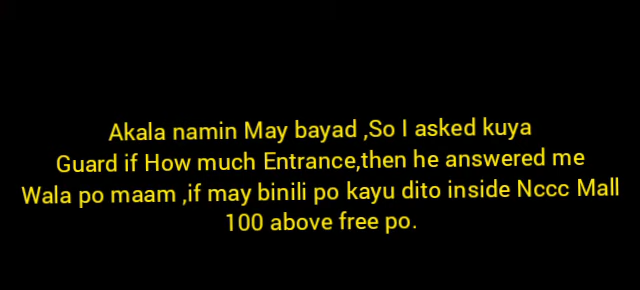 Akala namin May bayad ,So I asked kuya
Guard if How much Entrance,then he answered me
Wala po maam ,if may binili po kayu dito inside Nccc Mall
100 above free po.